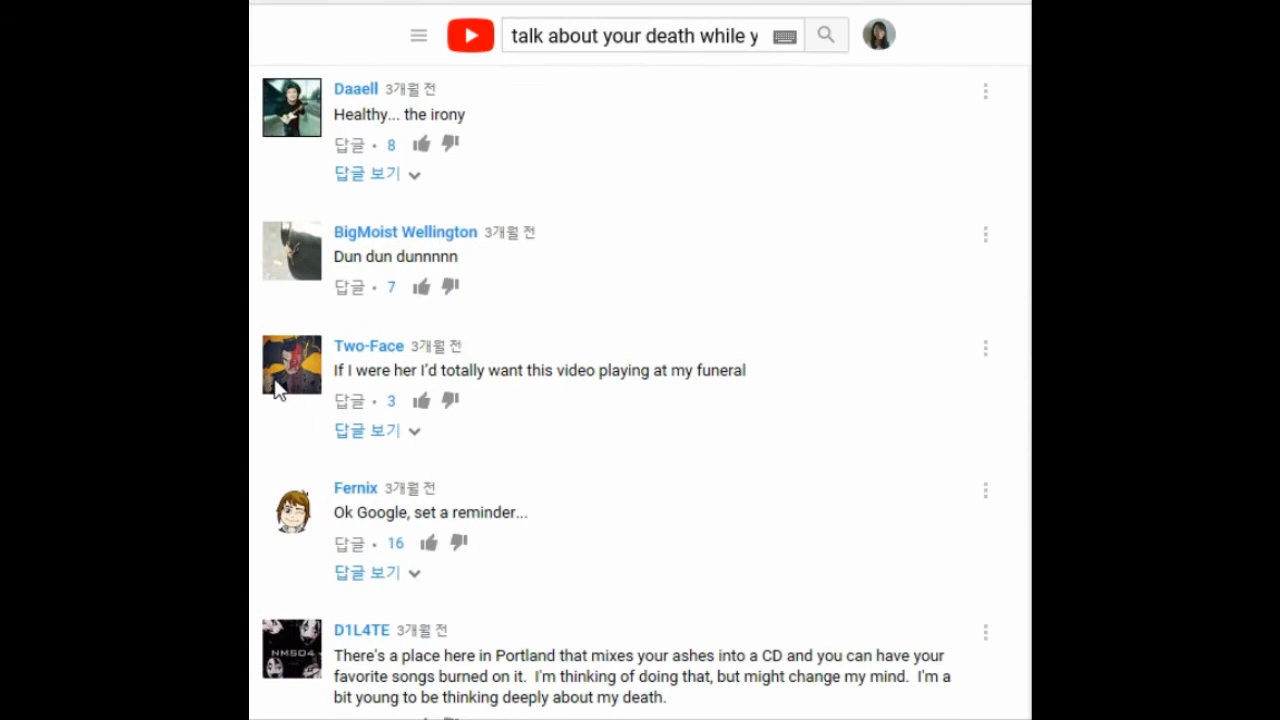 talk about your death while y
Daaell 3개월 전
Healthy... the irony
답글 • 8
답글 보기
BigMoist Wellington 3개월 전
Dun dun dunnnnn
답글 • 7
Two-Face 3개월 전
If I were her I'd totally want this video playing at my funeral
답글 • 3
답글 보기
Fernix 3개월 전
Ok Google, set a reminder...
답글 • 16
답글 보기
D1L4TE 3개월 전
NMS04
There's a place here in Portland that mixes your ashes into a CD and you can have your
favorite songs burned on it.  I'm thinking of doing that, but might change my mind.  I'm a
bit young to be thinking deeply about my death.